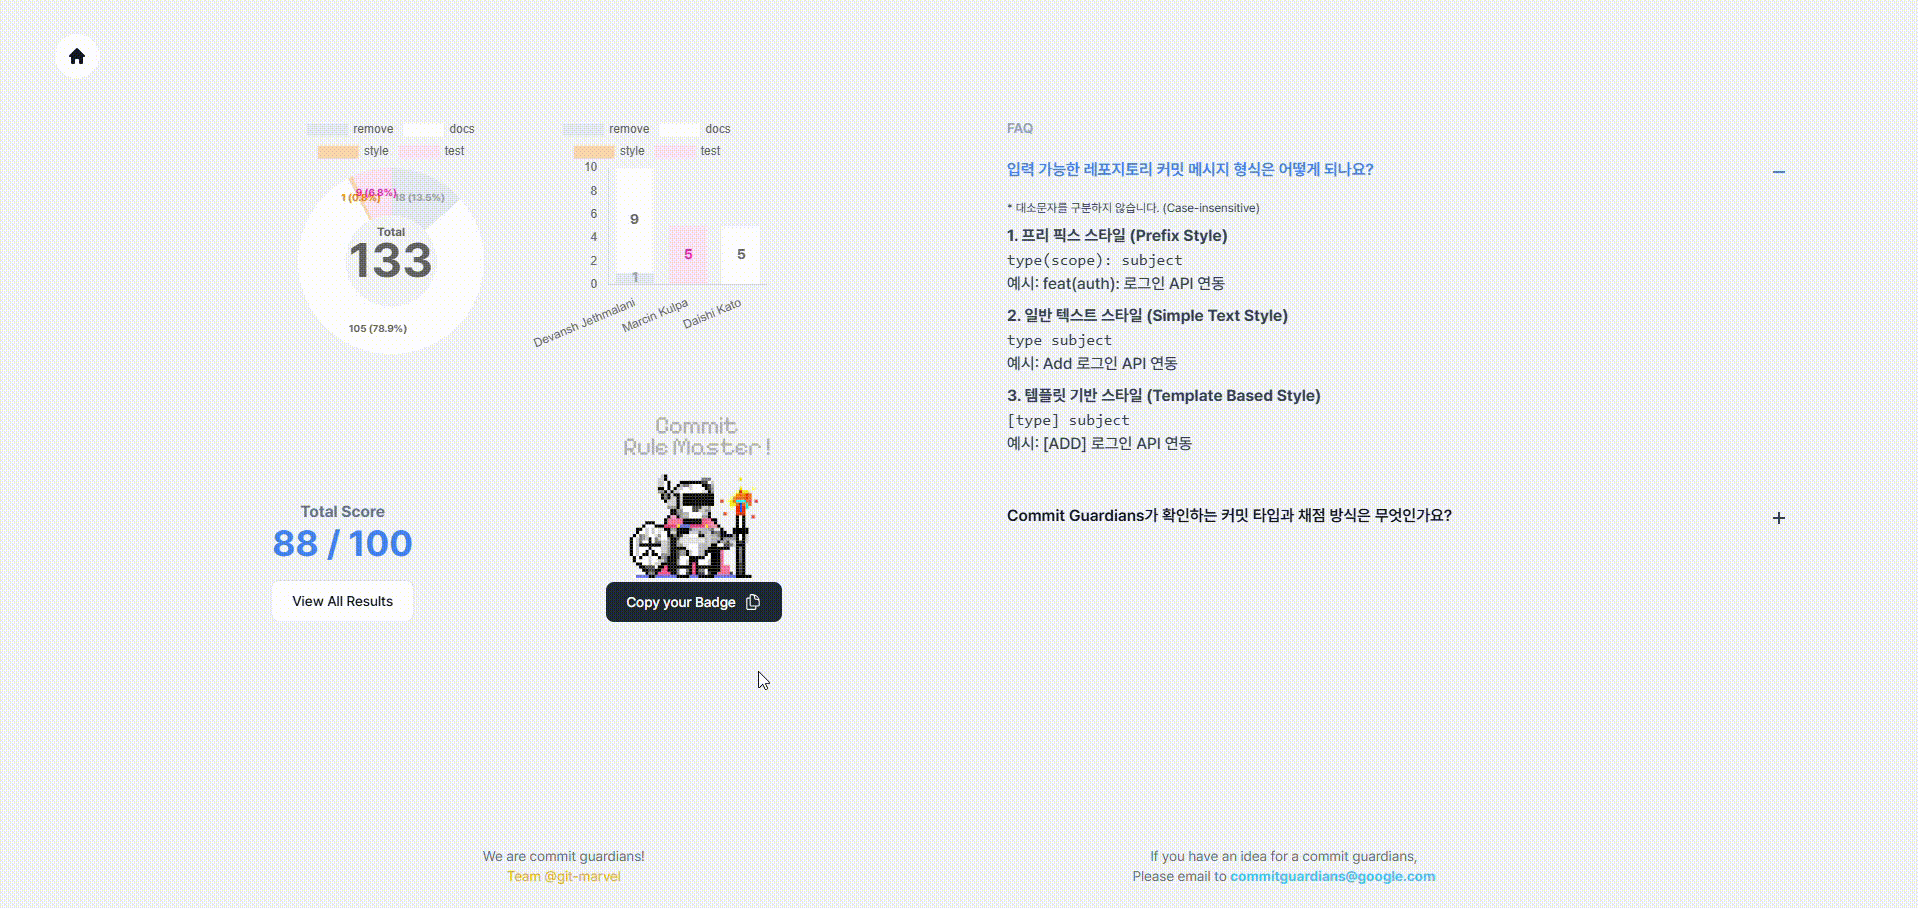 remove docs
style test
9 (6.8%)
18 (13.5%)
Total
133
105 (78.9%)
remove docs
style test
10
8
6
4
2
0
9
1
5
5
Devansh Jethmalani
Marcin Kulpa
Daishi Kato
Commit
Rule Master!
Total Score
88 / 100
View All Results
Copy your Badge
We are commit guardians!
Team @git-marvel
FAQ
입력 가능한 레포지토리 커밋 메시지 형식은 어떻게 되나요?
* 대소문자를 구분하지 않습니다. (Case-insensitive)
1. 프리 픽스 스타일 (Prefix Style)
type(scope): subject
예시: feat(auth): 로그인 API 연동
2. 일반 텍스트 스타일 (Simple Text Style)
type subject
예시: Add 로그인 API 연동
3. 템플릿 기반 스타일 (Template Based Style)
[type] subject
예시: [ADD] 로그인 API 연동
Commit Guardians가 확인하는 커밋 타입과 채점 방식은 무엇인가요?
If you have an idea for a commit guardians,
Please email to commitguardians@google.com